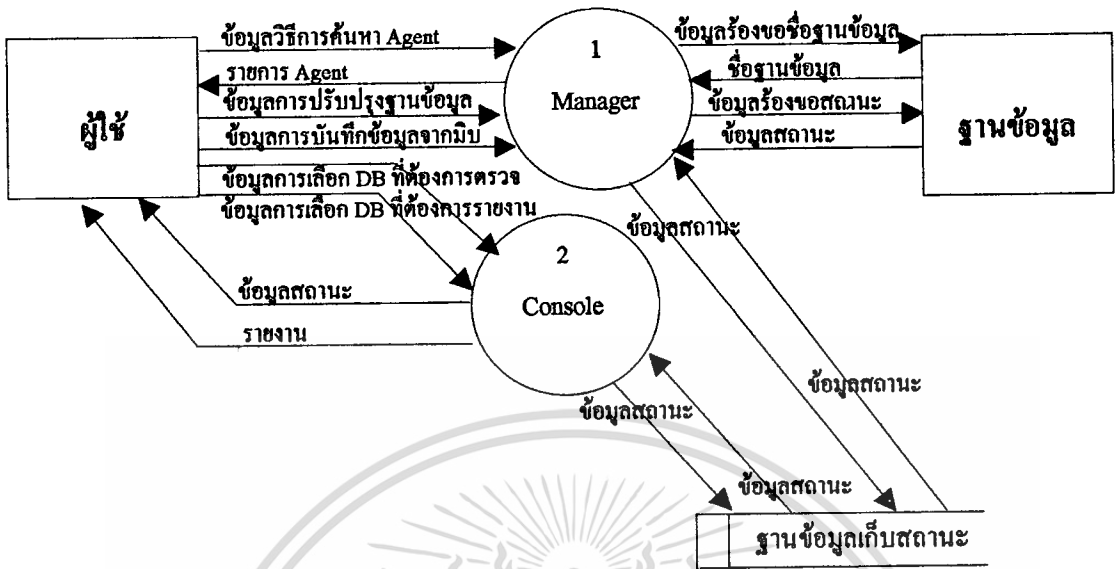 ผู้ใช้
ข้อมูลวิธีการค้นหา Agent
รายการ Agent
ข้อมูลการปรับปรุงฐานข้อมูล
ข้อมูลการบันทึกข้อมูลจากมิบ
ข้อมูลการเลือก DB ที่ต้องการตรวจ
ข้อมูลการเลือก DB ที่ต้องการรายงาน
1
Manager
ข้อมูลร้องขอชื่อฐานข้อมูล
ชื่อฐานข้อมูล
ข้อมูลร้องขอสถานะ
ข้อมูลสถานะ
ฐานข้อมูล
2
Console
ข้อมูลสถานะ
รายงาน
ข้อมูลสถานะ
ข้อมูลสถานะ
ข้อมูลสถานะ
ข้อมูลสถานะ
ฐานข้อมูลเก็บสถานะ